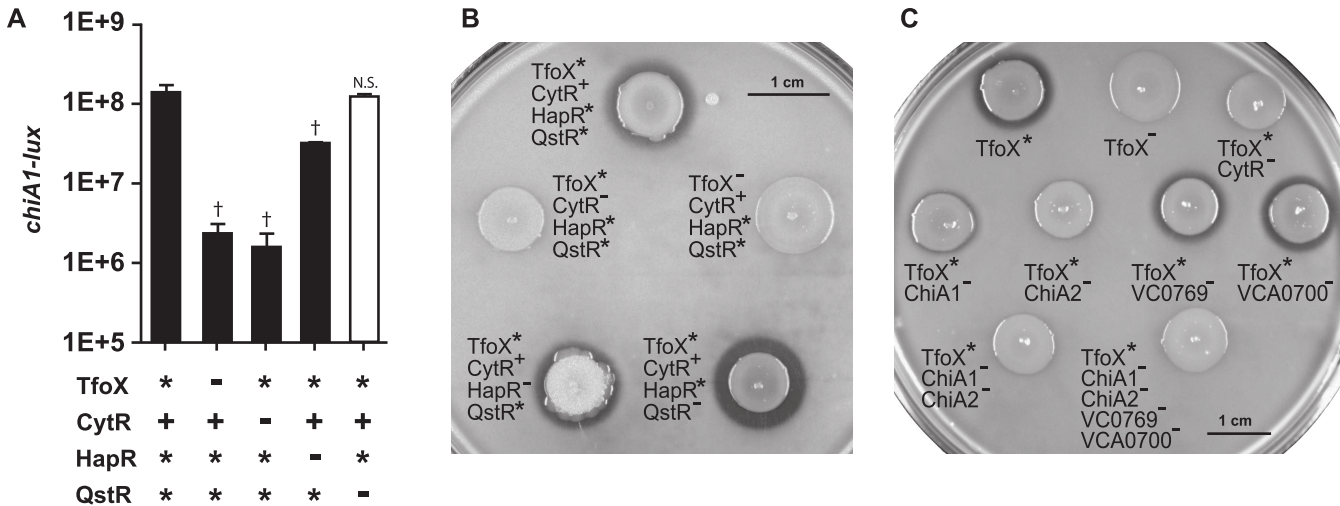 A
1E+9
1E+8
1E+7
1E+6
1E+5
chiA1-lux
†
†
†
N.S.
TfoX * - * * *
CytR + + - + +
HapR * * * - *
QstR * * * * -
B
TfoX*
CytR+
HapR*
QstR*
1 cm
TfoX*
CytR-
HapR*
QstR*
TfoX-
CytR+
HapR*
QstR*
TfoX*
CytR+
HapR-
QstR*
TfoX*
CytR+
HapR*
QstR-
C
TfoX*
TfoX-
TfoX*
CytR-
TfoX*
ChiA1-
TfoX*
ChiA2-
TfoX*
VC0769-
TfoX*
VCA0700-
TfoX*
ChiA1-
ChiA2-
TfoX*
ChiA1-
ChiA2-
VC0769-
VCA0700-
1 cm